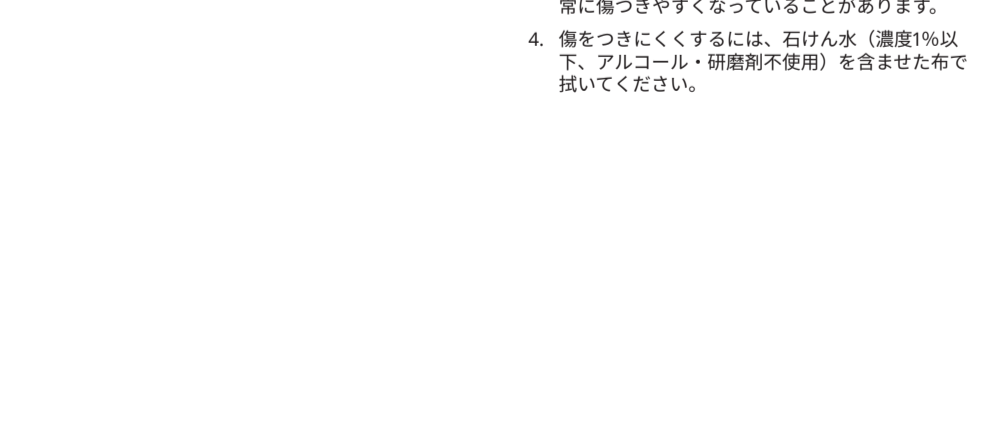 常に傷つきやすくなっていることがあります。
4. 傷をつきにくくするには、石けん水（濃度1%以
下、アルコール・研磨剤不使用）を含ませた布で
拭いてください。